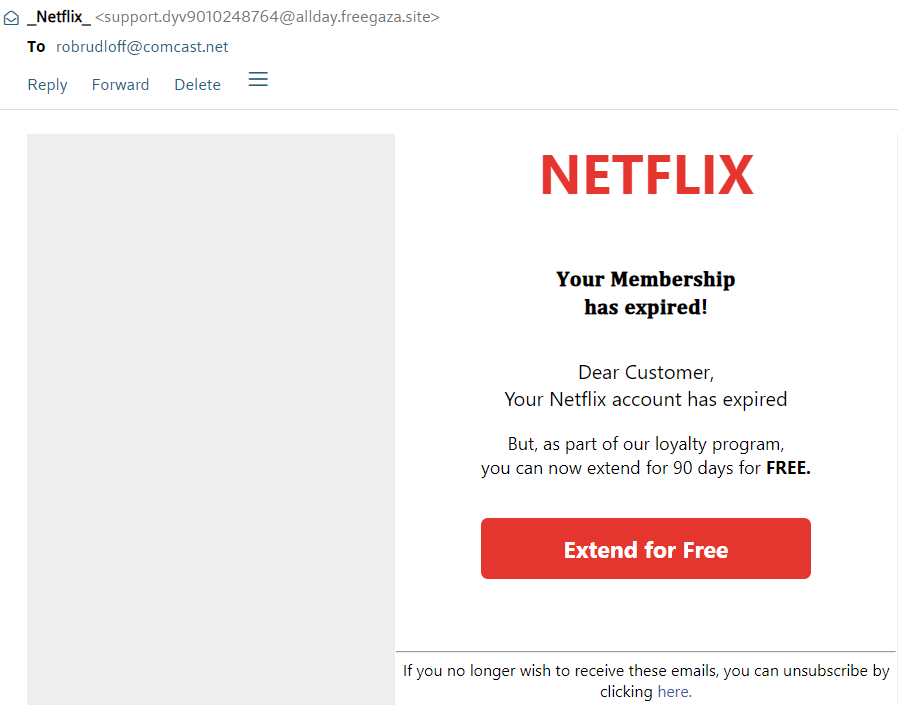 _Netflix_ <support.dyv9010248764@allday.freegaza.site>
To robrudloff@comcast.net
Reply Forward Delete
NETFLIX
Your Membership
has expired!
Dear Customer,
Your Netflix account has expired
But, as part of our loyalty program,
you can now extend for 90 days for FREE.
Extend for Free
If you no longer wish to receive these emails, you can unsubscribe by
clicking here.